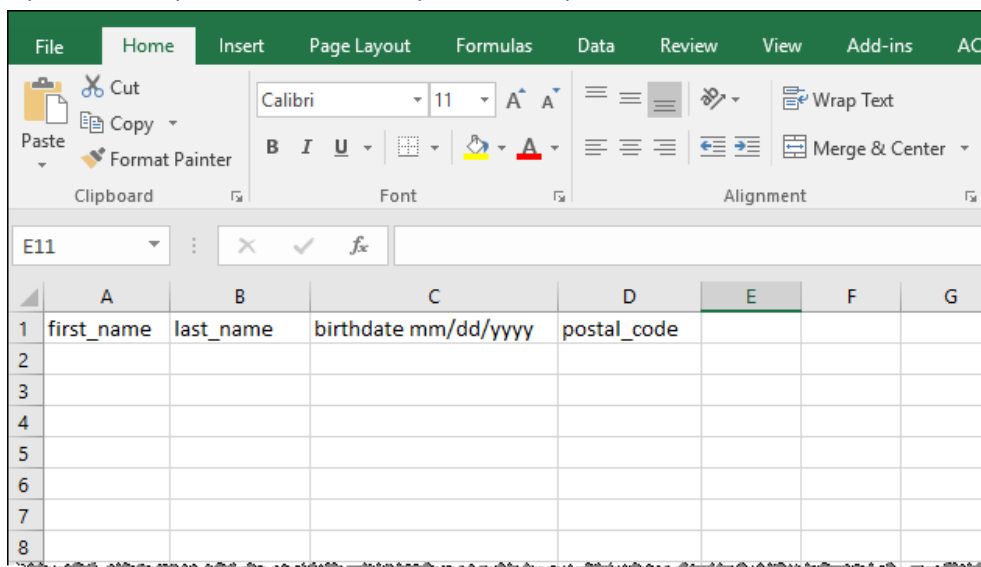 File Home Insert Page Layout Formulas Data Review View Add-ins AC
Cut
Copy
Paste
Format Painter
Clipboard
Calibri 11 A A
B I U A
Font
Wrap Text
Merge & Center
Alignment
E11 fx
A B C D E F G
1 first_name last_name birthdate mm/dd/yyyy postal_code
2
3
4
5
6
7
8